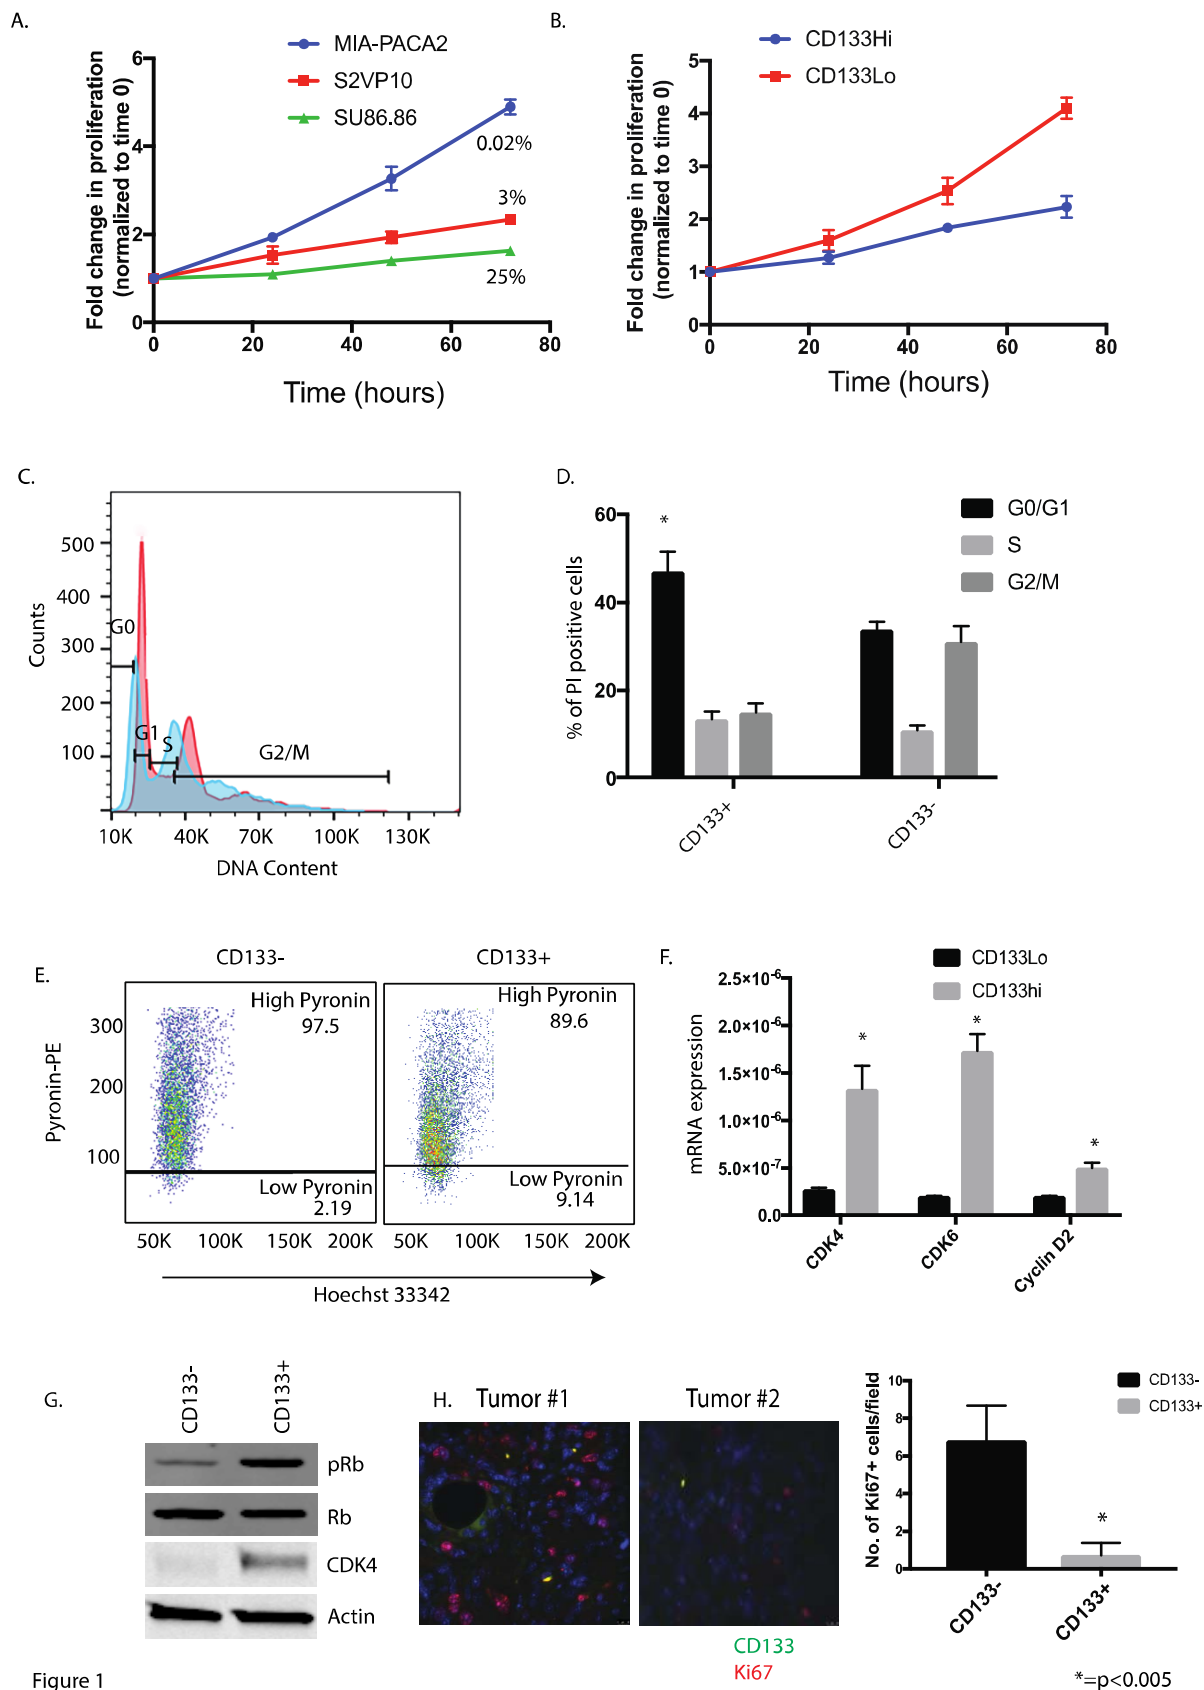 A.
MIA-PACA2
S2VP10
SU86.86
Fold change in proliferation
(normalized to time 0)
6
4
2
0
0.02%
3%
25%
0 20 40 60 80
Time (hours)
B.
CD133Hi
CD133Lo
Fold change in proliferation
(normalized to time 0)
5
4
3
2
1
0
0 20 40 60 80
Time (hours)
C.
Counts
500
400
300
200
100
G0
G1
S
G2/M
10K 40K 70K 100K 130K
DNA Content
D.
G0/G1
S
G2/M
% of PI positive cells
60
40
20
0
*
CD133+
CD133-
E.
CD133-
CD133+
Pyronin-PE
300
200
100
High Pyronin
97.5
Low Pyronin
2.19
High Pyronin
89.6
Low Pyronin
9.14
50K 100K 150K 200K
50K 100K 150K 200K
Hoechst 33342
F.
CD133Lo
CD133hi
mRNA expression
2.5×10-6
2.0×10-6
1.5×10-6
1.0×10-6
5.0×10-7
0.0
*
*
*
CDK4
CDK6
Cyclin D2
G.
CD133-
CD133+
pRb
Rb
CDK4
Actin
H.
Tumor #1
Tumor #2
CD133
Ki67
No. of Ki67+ cells/field
10
8
6
4
2
0
CD133-
CD133+
*
CD133-
CD133+
*=p<0.005
Figure 1